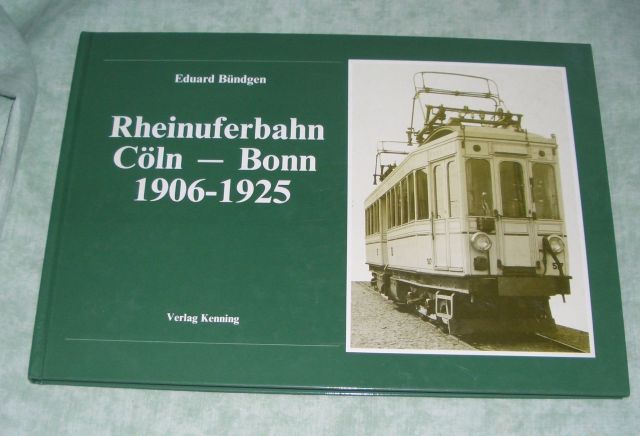 Eduard Bündgen
Rheinuferbahn
Cöln — Bonn
1906-1925
Verlag Kenning